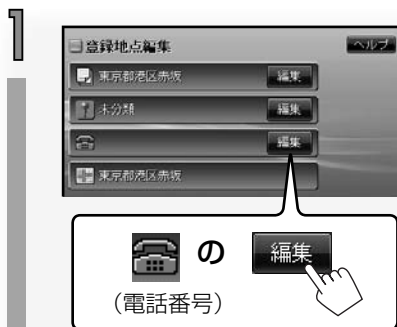 1
登録地点編集 ヘルプ
東京都港区赤坂 編集
未分類 編集
編集
東京都港区赤坂
の 編集
(電話番号)